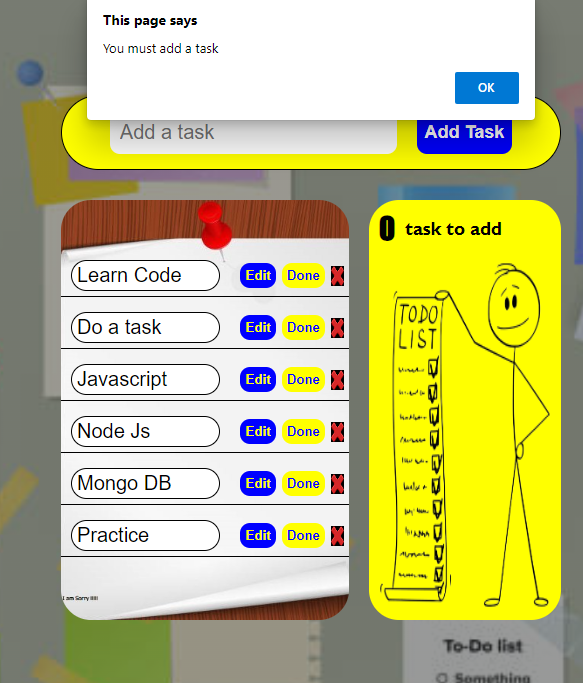 This page says
You must add a task
OK
Add a task
Add Task
Learn Code Edit Done X
Do a task Edit Done X
Javascript Edit Done X
Node Js Edit Done X
Mongo DB Edit Done X
Practice Edit Done X
I am Sorry !!!!
0 task to add
TODO
LIST
To-Do list
Something